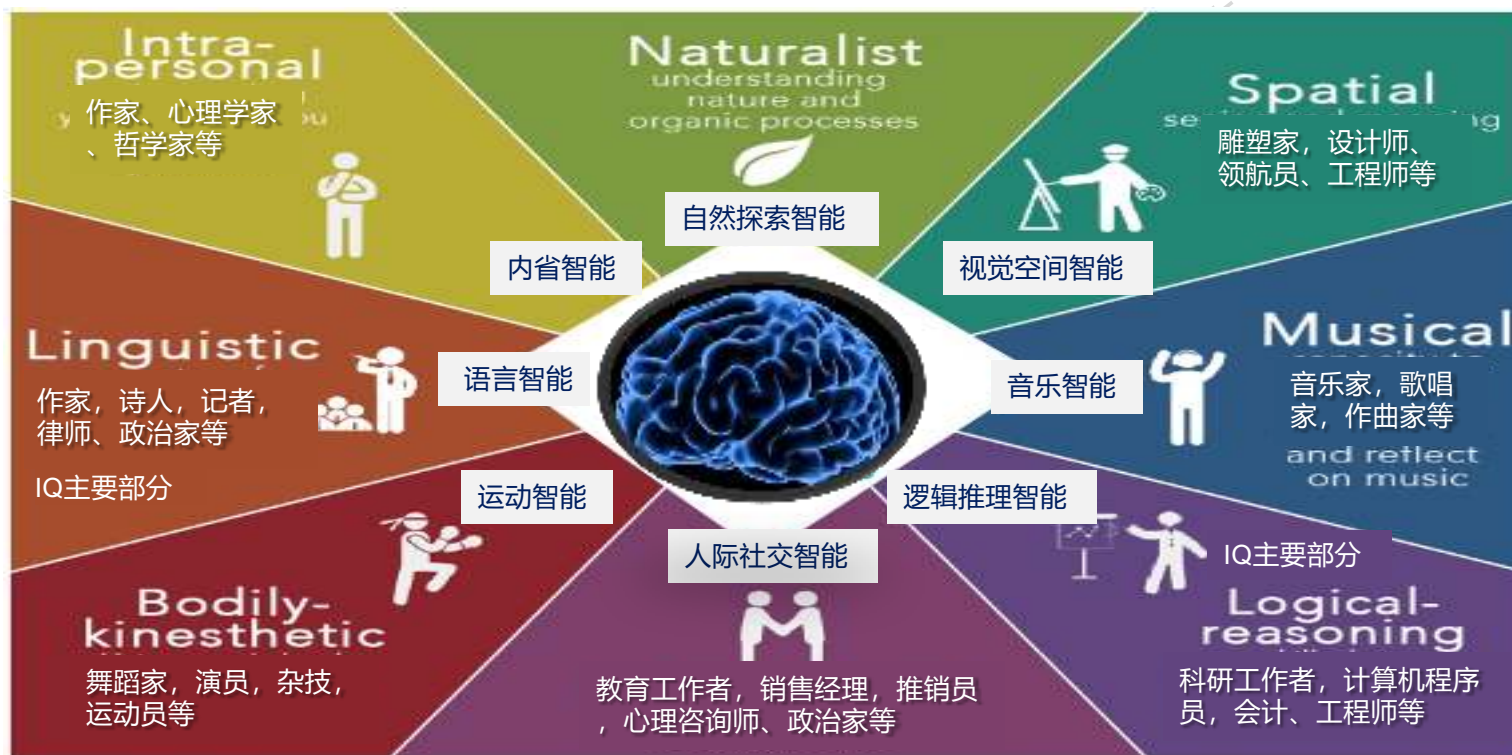 Intra-
personal
作家、心理学家
、哲学家等
内省智能
Naturalist
understanding
nature and
organic processes
自然探索智能
Spatial
雕塑家，设计师、
领航员、工程师等
视觉空间智能
Linguistic
作家，诗人，记者，
律师、政治家等
IQ主要部分
语言智能
Musical
音乐家，歌唱
家，作曲家等
and reflect
on music
音乐智能
Bodily-
kinesthetic
舞蹈家，演员，杂技，
运动员等
运动智能
人际社交智能
教育工作者，销售经理，推销员
，心理咨询师、政治家等
逻辑推理智能
IQ主要部分
Logical-
reasoning
科研工作者，计算机程序
员，会计、工程师等